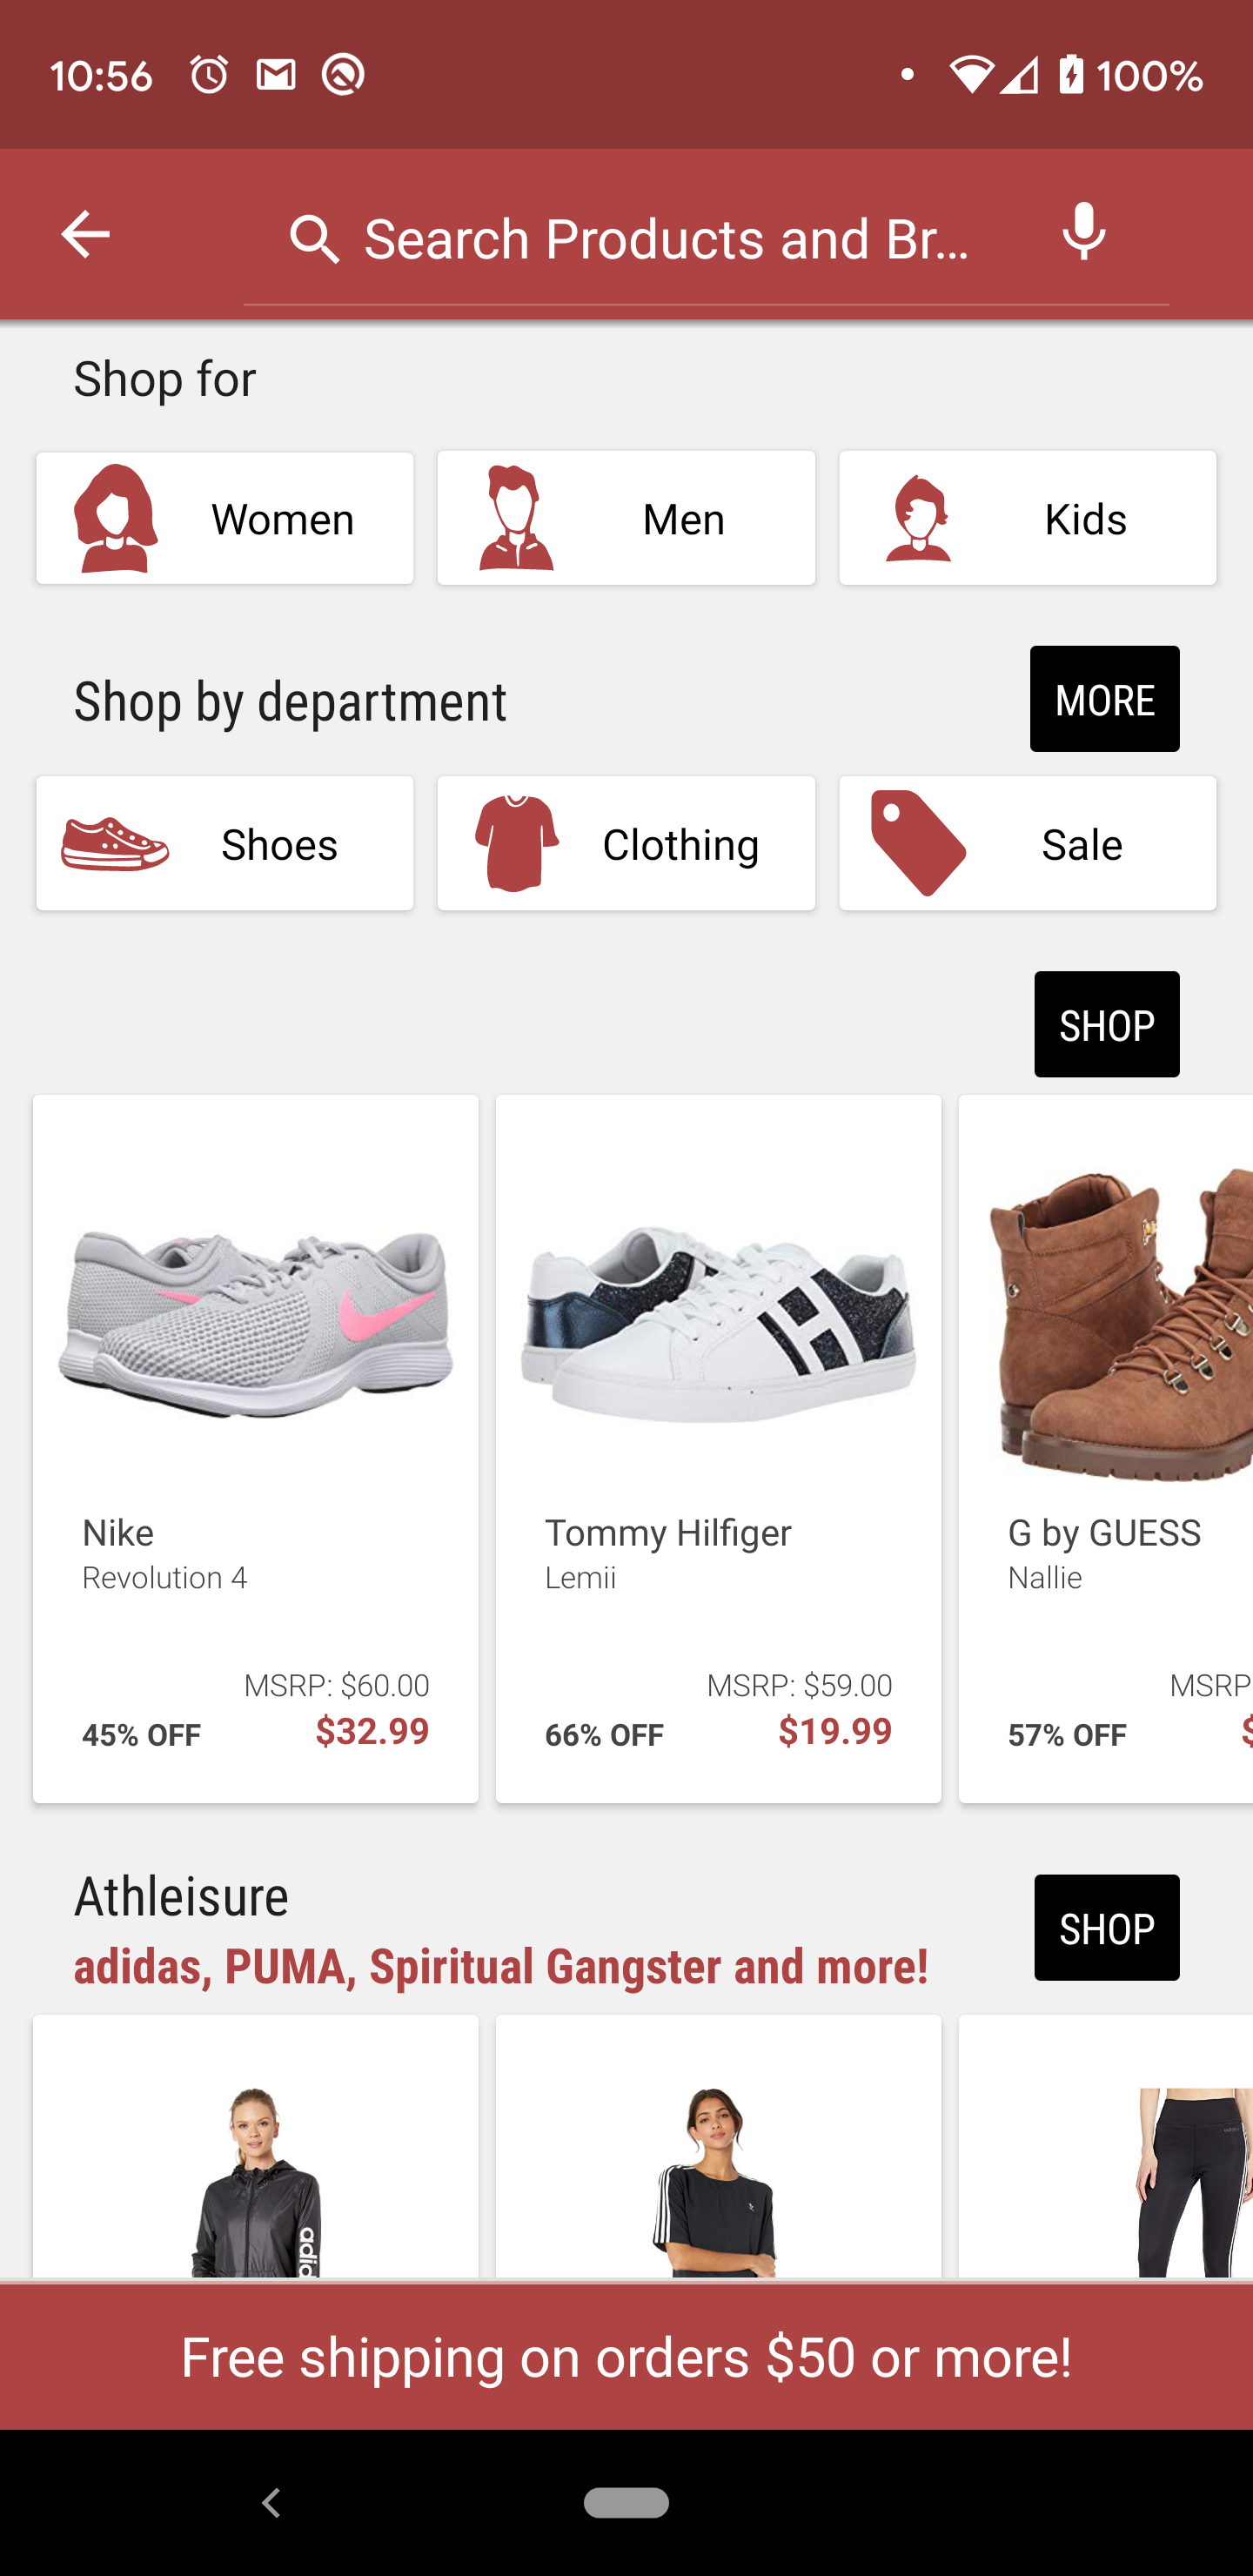 10:56 100%
Search Products and Br...
Shop for
Women Men Kids
Shop by department MORE
Shoes Clothing Sale
SHOP
Nike Tommy Hilfiger G by GUESS
Revolution 4 Lemii Nallie
MSRP: $60.00 MSRP: $59.00 MSRP
45% OFF $32.99 66% OFF $19.99 57% OFF $
Athleisure SHOP
adidas, PUMA, Spiritual Gangster and more!
adid
Free shipping on orders $50 or more!